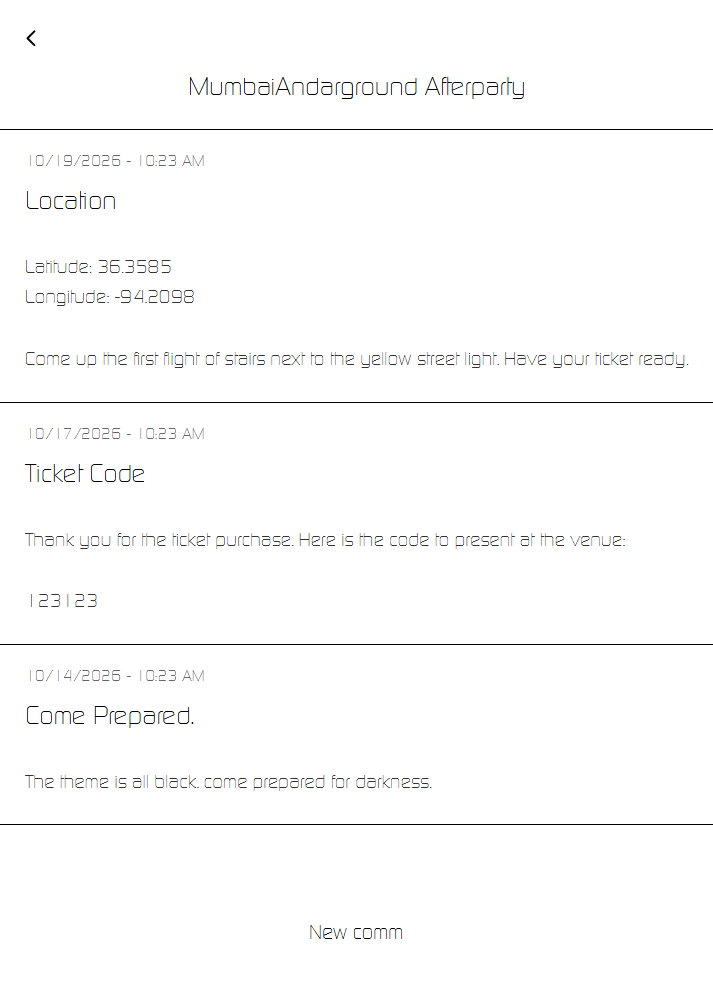 MumbaiAndarground Afterparty
10/19/2026 - 10:23 AM
Location
Latitude: 36.3585
Longitude: -94.2098
Come up the first flight of stairs next to the yellow street light. Have your ticket ready.
10/17/2026 - 10:23 AM
Ticket Code
Thank you for the ticket purchase. Here is the code to present at the venue:
123123
10/14/2026 - 10:23 AM
Come Prepared.
The theme is all black. come prepared for darkness.
New comm